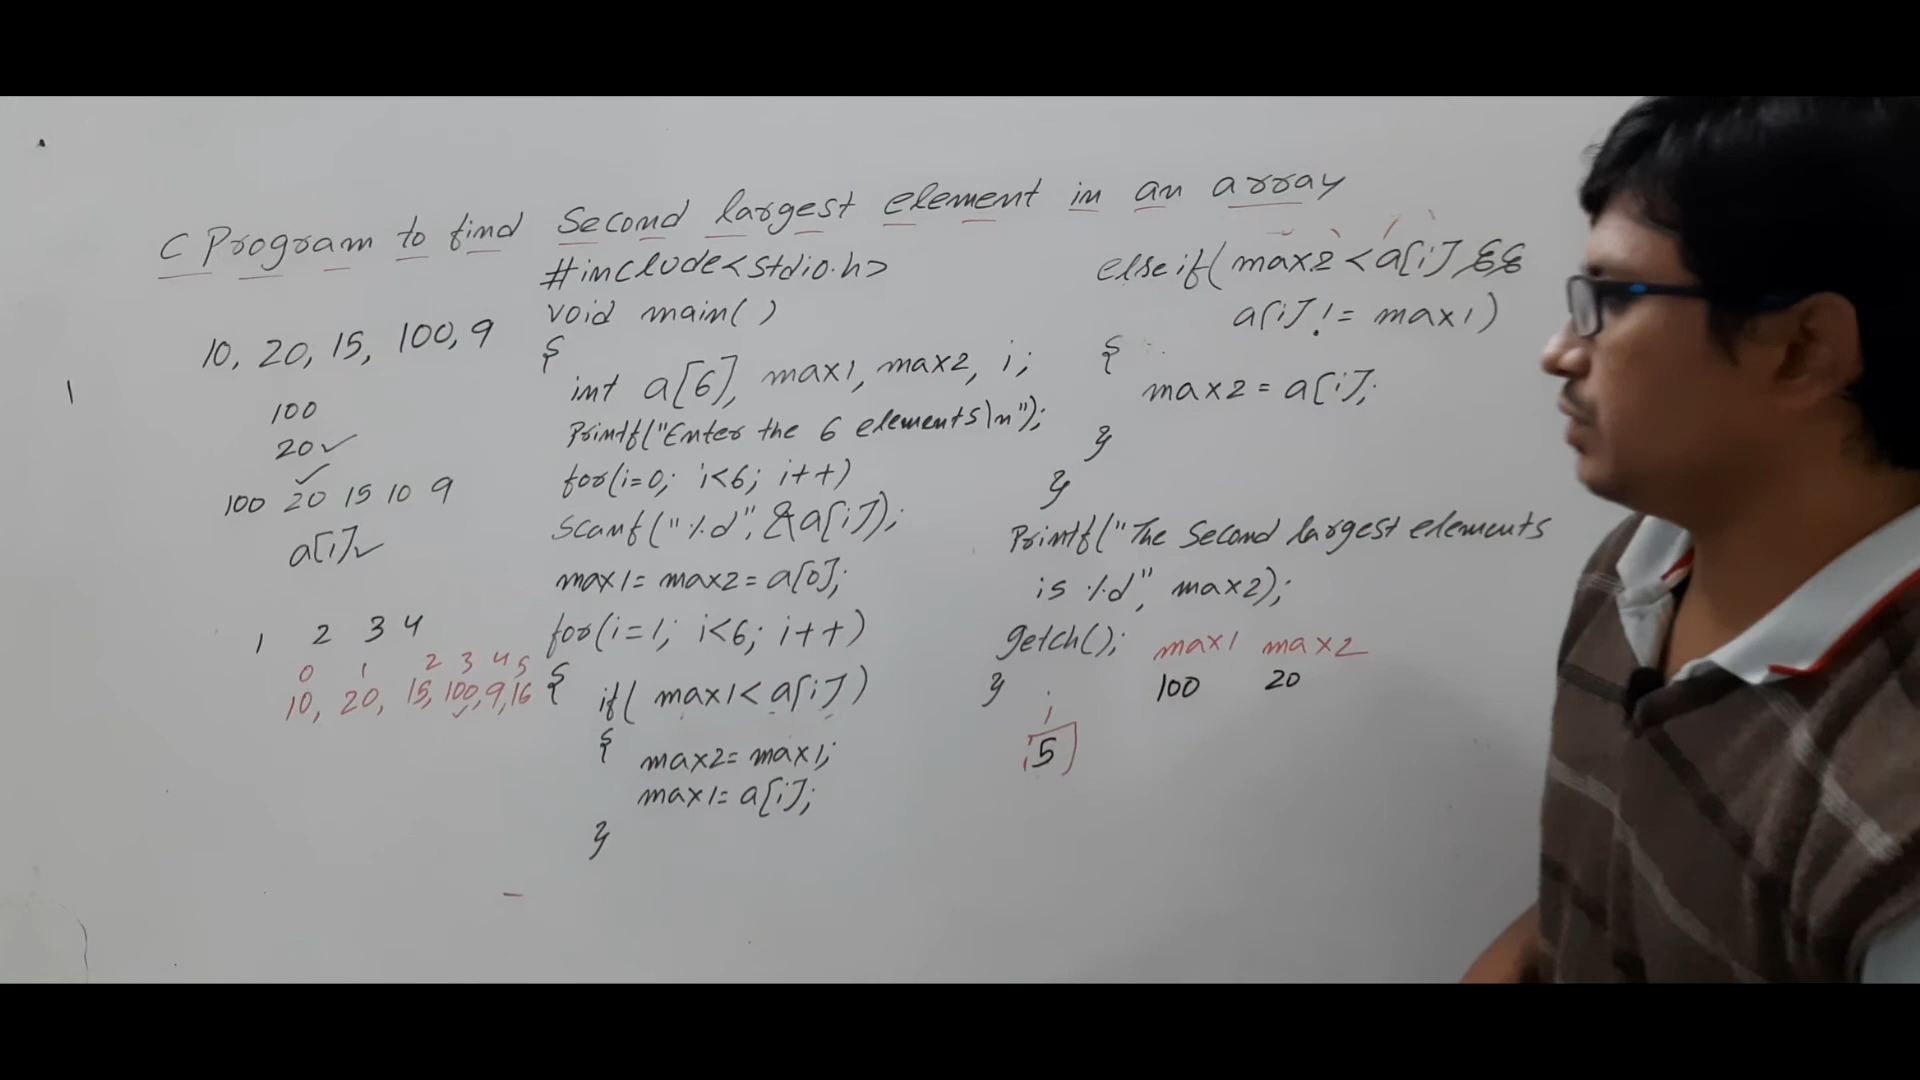 C Program to find Second largest element in an array
10, 20, 15, 100, 9
100
20✓
✓
100 20 15 10 9
a[i]✓
1 2 3 4
0 1 2 3 4 5
10, 20, 15, 100, 9, 16
✓
1
#include<stdio.h>
void main( )
{
int a[6], max1, max2, i;
Printf("Enter the 6 elements\n");
for(i=0; i<6; i++)
Scanf("%d", &a[i]);
max1= max2= a[0];
for(i=1; i<6; i++)
{
if( max1< a[i] )
{
max2= max1;
max1= a[i];
}
else if( max2 < a[i] &&
a[i] != max1)
{
max2 = a[i];
}
}
Printf("The Second largest elements
is %d", max2);
getch();
}
max1 max2
100 20
i
5